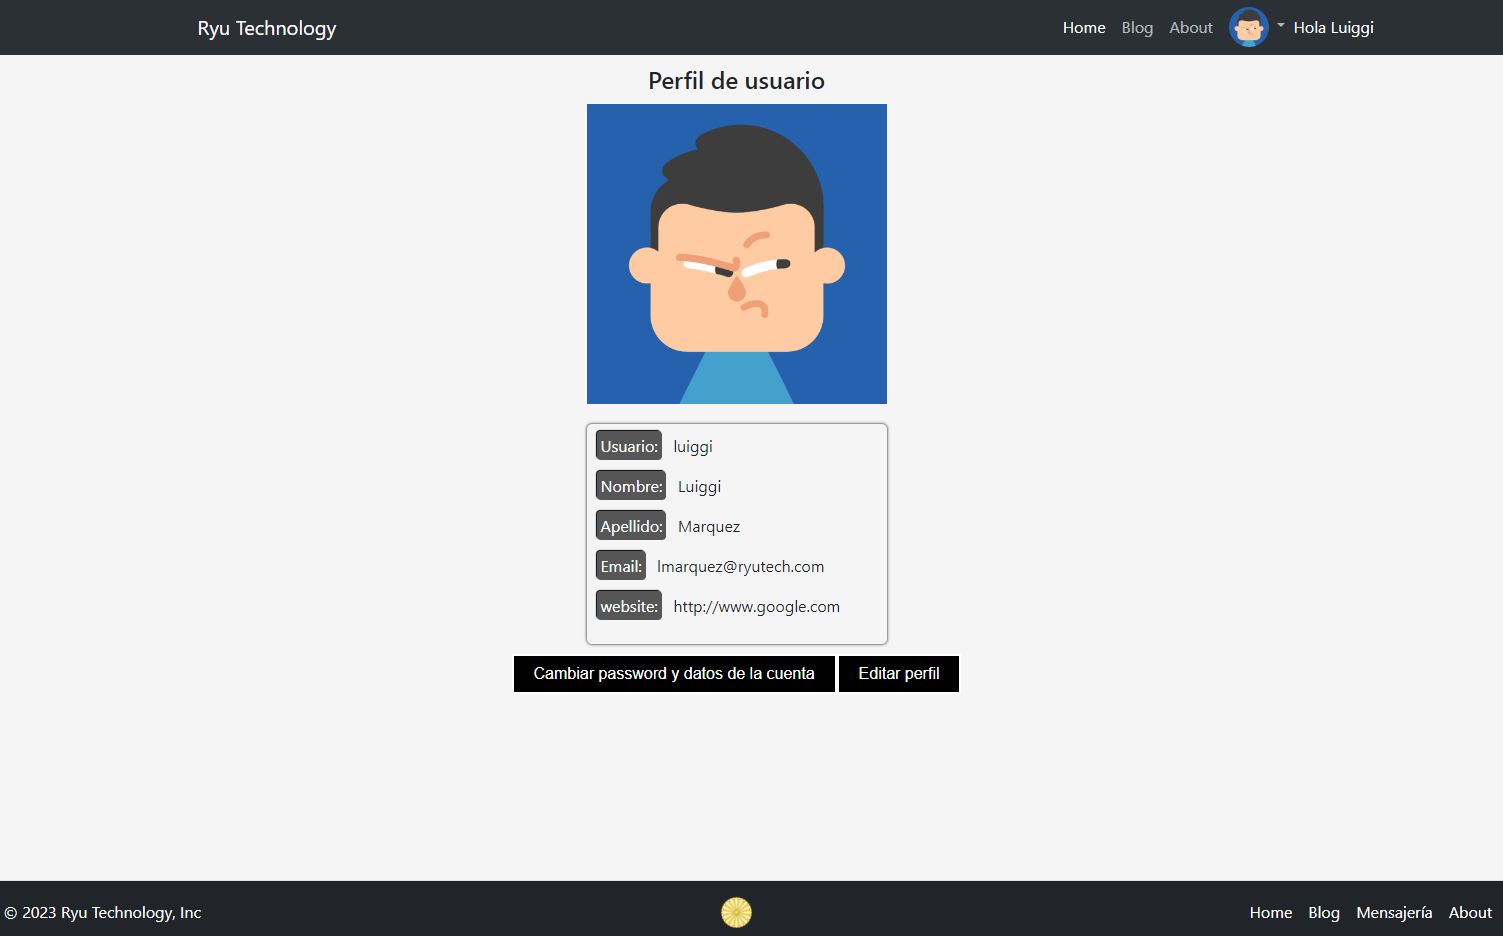 Ryu Technology
Home Blog About Hola Luiggi
Perfil de usuario
Usuario: luiggi
Nombre: Luiggi
Apellido: Marquez
Email: lmarquez@ryutech.com
website: http://www.google.com
Cambiar password y datos de la cuenta Editar perfil
© 2023 Ryu Technology, Inc
Home Blog Mensajería About